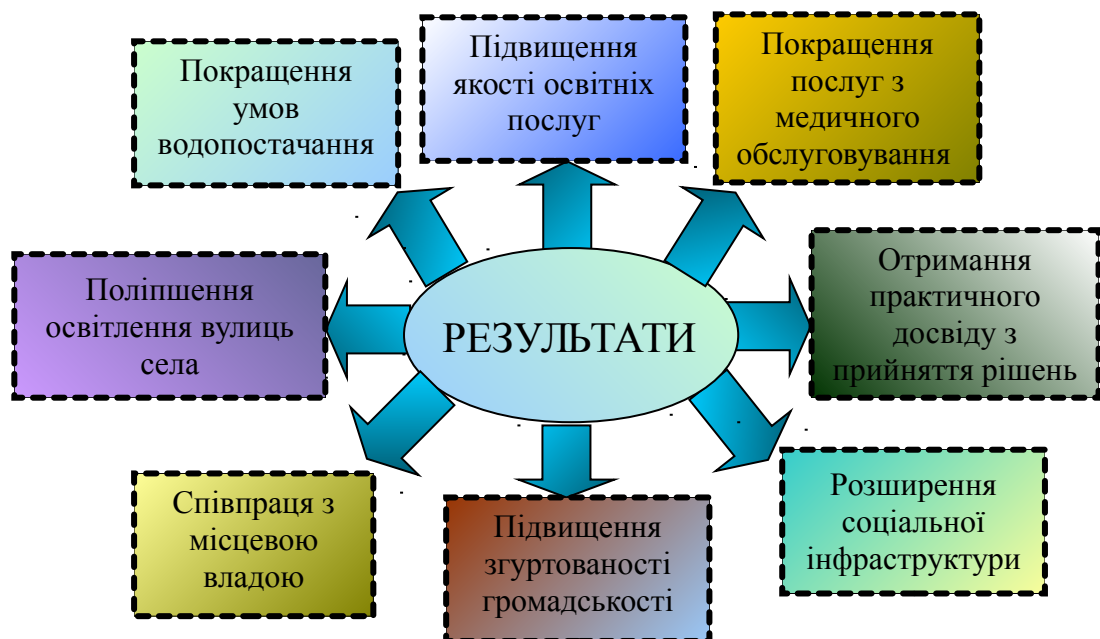 Покращення
умов
водопостачання
Підвищення
якості освітніх
послуг
Покращення
послуг з
медичного
обслуговування
Поліпшення
освітлення вулиць
села
РЕЗУЛЬТАТИ
Отримання
практичного
досвіду з
прийняття рішень
Співпраця з
місцевою
владою
Підвищення
згуртованості
громадськості
Розширення
соціальної
інфраструктури